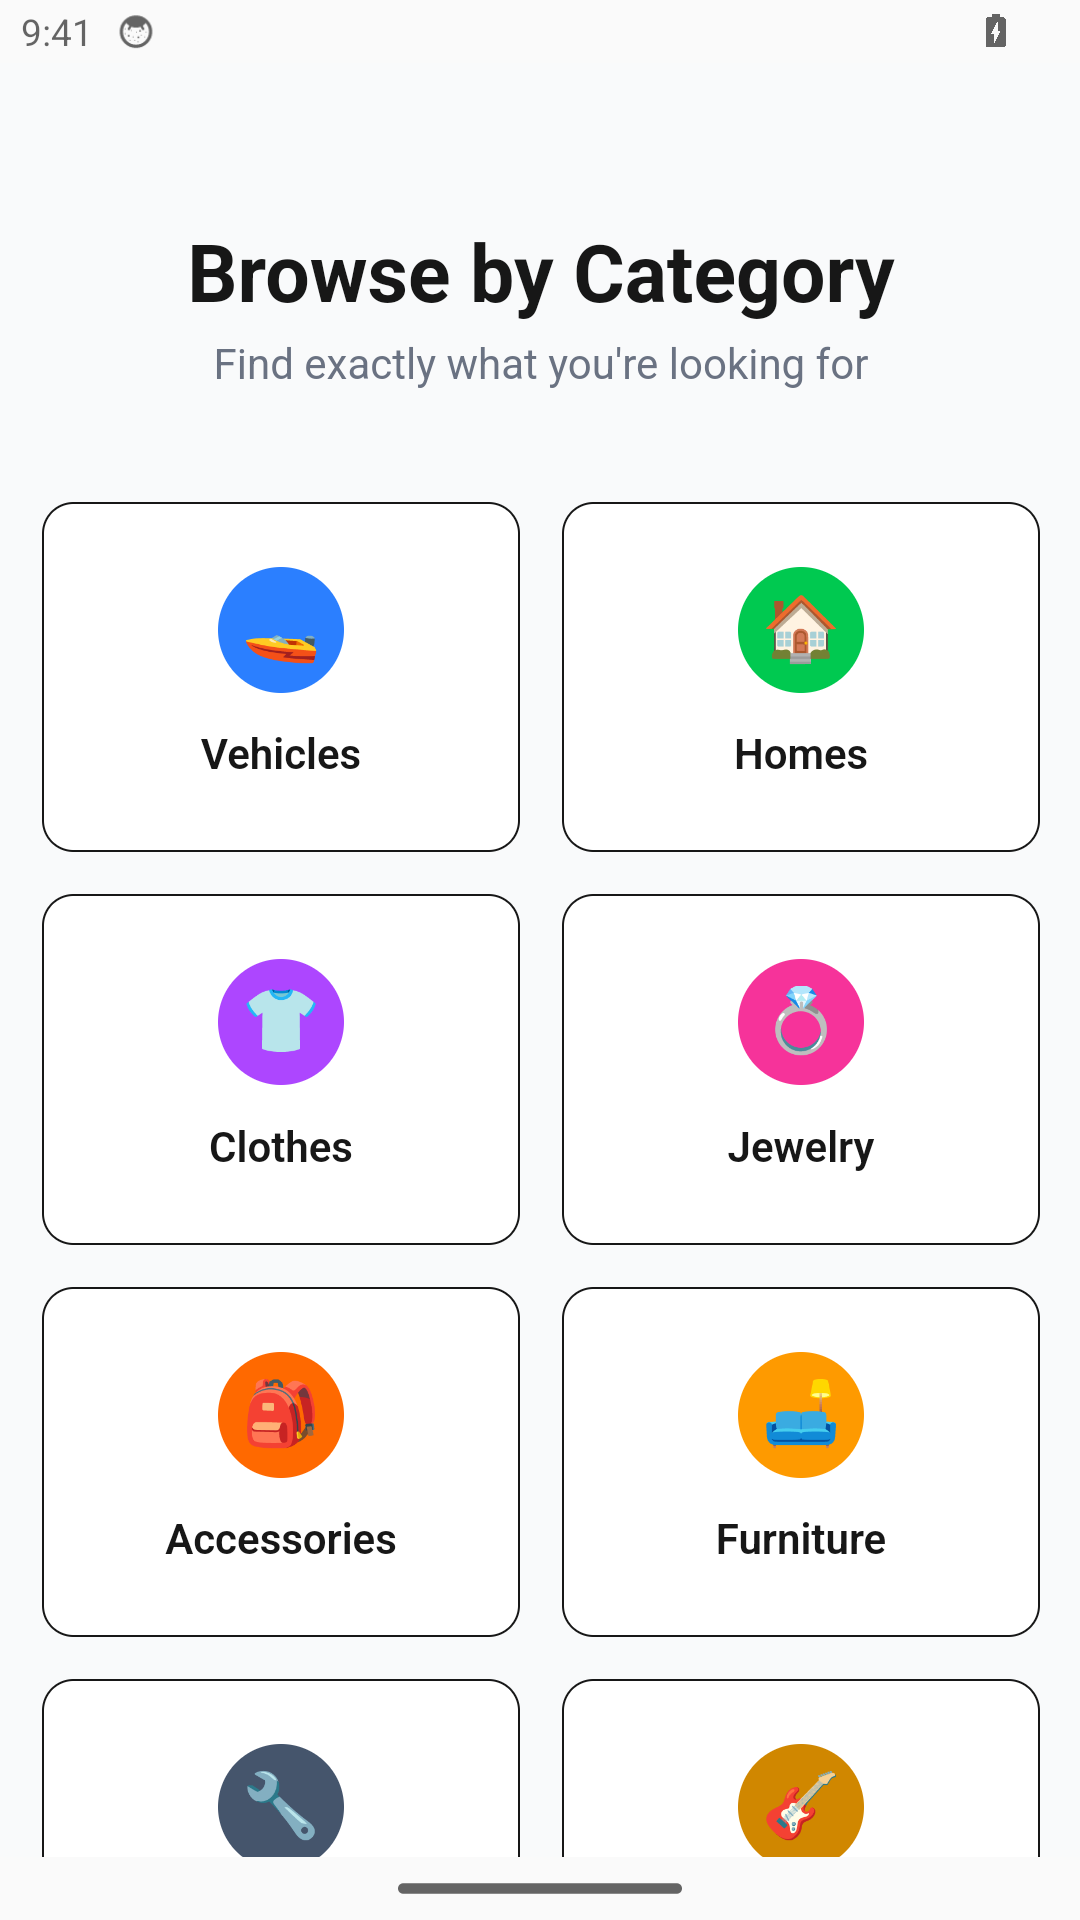 9:41
Browse by Category
Find exactly what you're looking for
Vehicles
Homes
Clothes
Jewelry
Accessories
Furniture